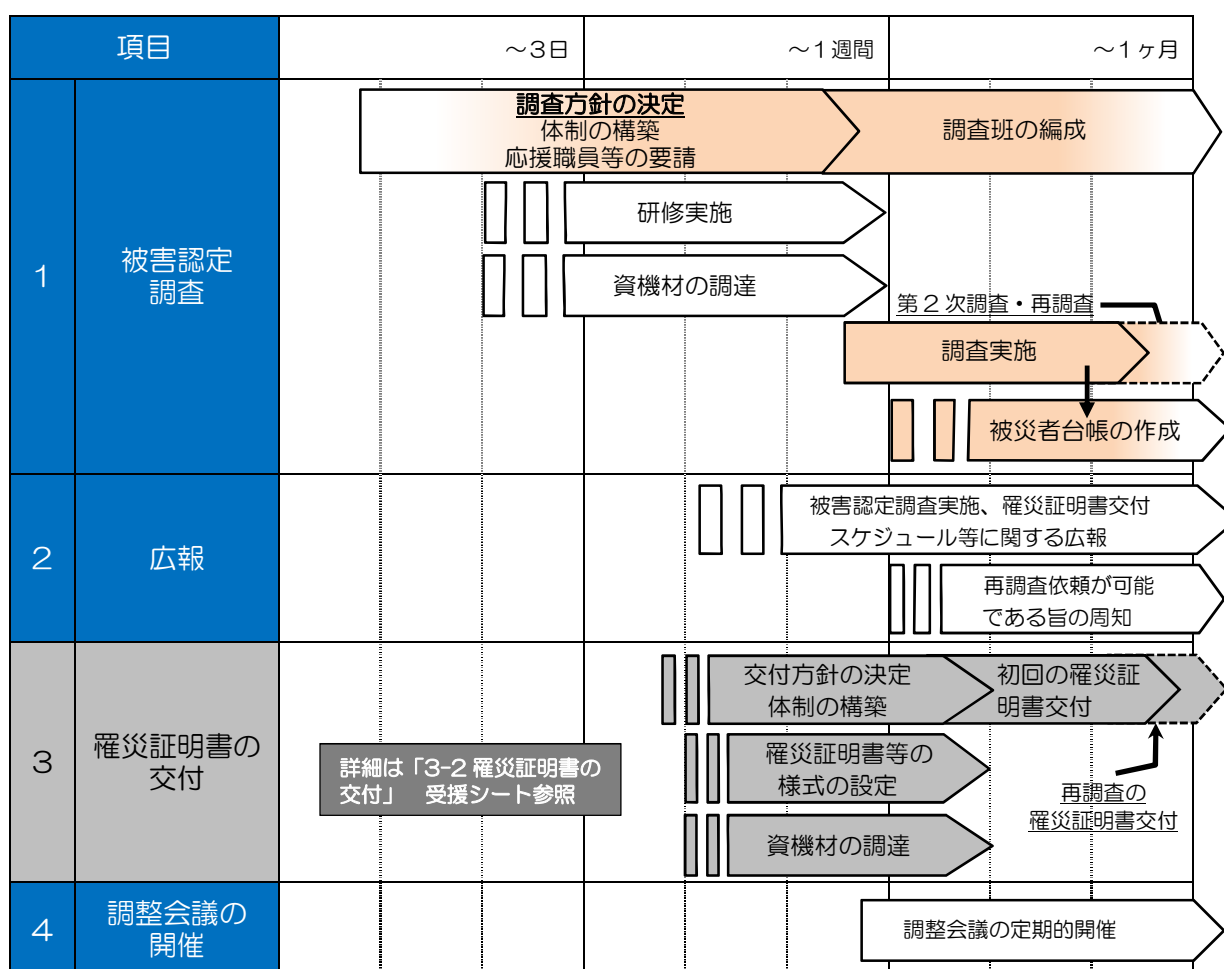 項目
～3日
～1週間
～1ヶ月
1
被害認定
調査
調査方針の決定
体制の構築
応援職員等の要請
調査班の編成
研修実施
資機材の調達
第2次調査・再調査
調査実施
被災者台帳の作成
2
広報
被害認定調査実施、罹災証明書交付
スケジュール等に関する広報
再調査依頼が可能
である旨の周知
3
罹災証明書の
交付
詳細は「3-2 罹災証明書の
交付」　受援シート参照
交付方針の決定
体制の構築
初回の罹災証
明書交付
罹災証明書等の
様式の設定
再調査の
罹災証明書交付
資機材の調達
4
調整会議の
開催
調整会議の定期的開催